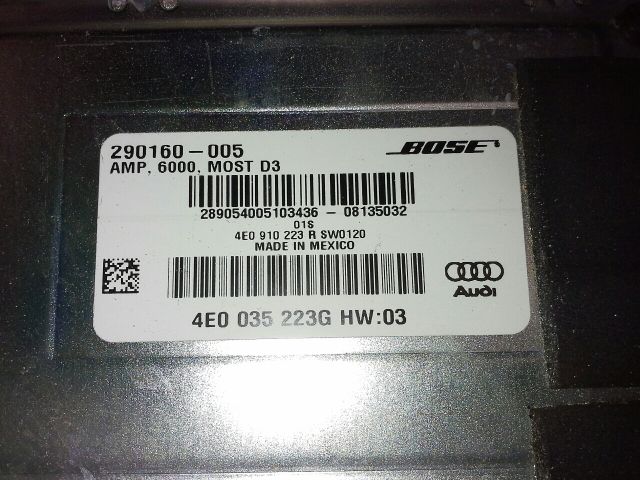 290160-005
BOSE
AMP, 6000, MOST D3
289054005103436 - 08135032
01S
4E0 910 223 R SW0120
MADE IN MEXICO
Audi
4E0 035 223G HW:03